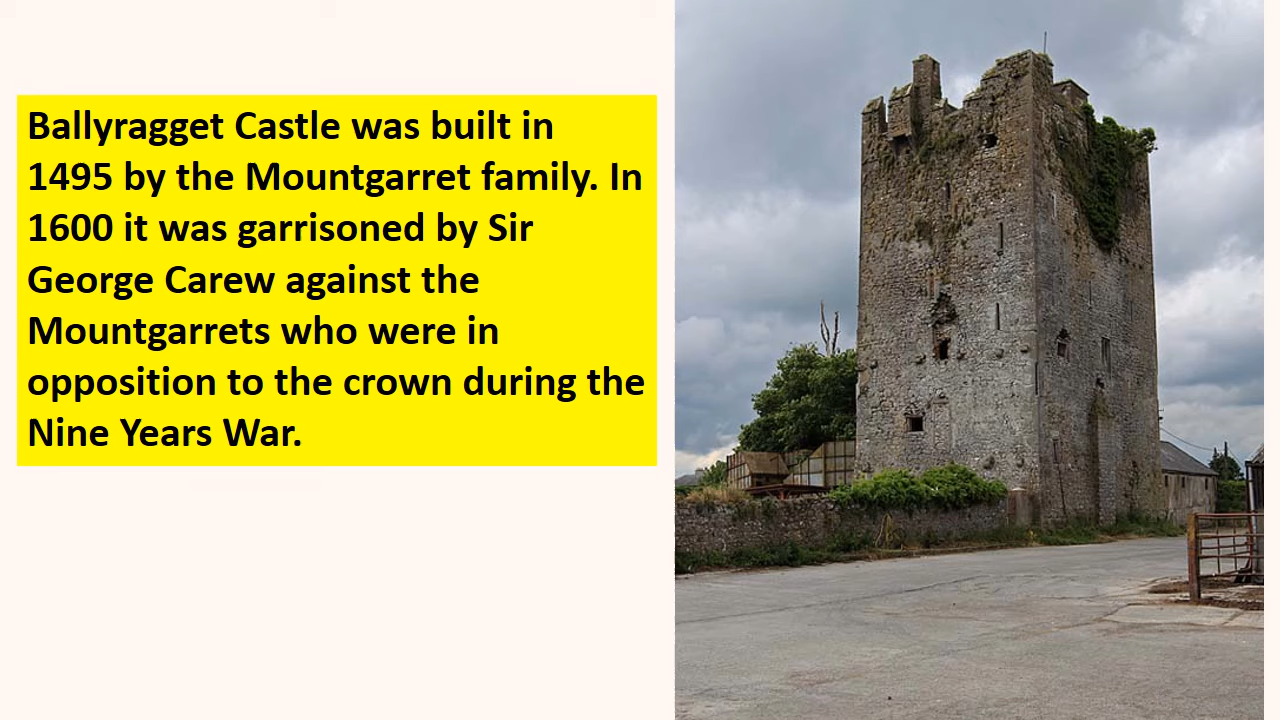 Ballyragget Castle was built in
1495 by the Mountgarret family. In
1600 it was garrisoned by Sir
George Carew against the
Mountgarrets who were in
opposition to the crown during the
Nine Years War.